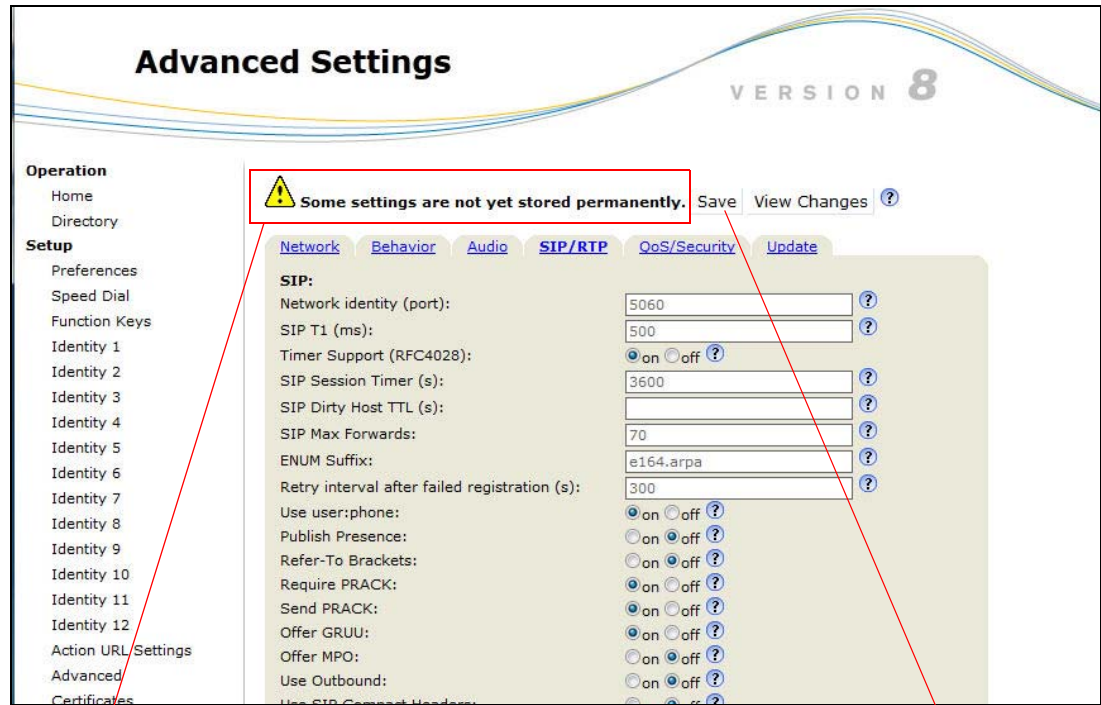 Advanced Settings
VERSION 8
Operation
Home
Directory
Setup
Preferences
Speed Dial
Function Keys
Identity 1
Identity 2
Identity 3
Identity 4
Identity 5
Identity 6
Identity 7
Identity 8
Identity 9
Identity 10
Identity 11
Identity 12
Action URL Settings
Advanced
Certificates
Some settings are not yet stored permanently. Save View Changes ?
Network Behavior Audio SIP/RTP QoS/Security Update
SIP:
Network identity (port): 5060 ?
SIP T1 (ms): 500 ?
Timer Support (RFC4028): on off ?
SIP Session Timer (s): 3600 ?
SIP Dirty Host TTL (s): ?
SIP Max Forwards: 70 ?
ENUM Suffix: e164.arpa ?
Retry interval after failed registration (s): 300 ?
Use user:phone: on off ?
Publish Presence: on off ?
Refer-To Brackets: on off ?
Require PRACK: on off ?
Send PRACK: on off ?
Offer GRUU: on off ?
Offer MPO: on off ?
Use Outbound: on off ?
Use SIP Compact Headers: on off ?